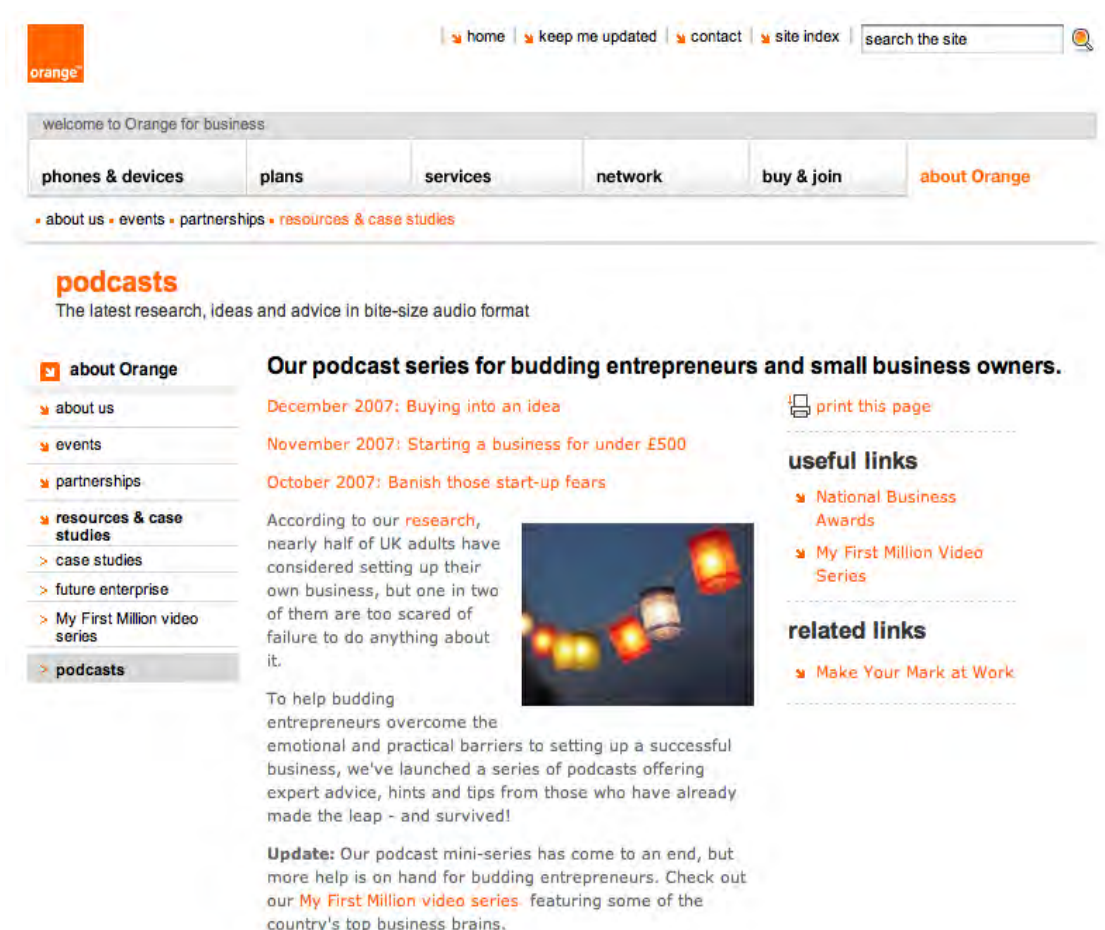 orange™
home
keep me updated
contact
site index
search the site
welcome to Orange for business
phones & devices
plans
services
network
buy & join
about Orange
about us
events
partnerships
resources & case studies
podcasts
The latest research, ideas and advice in bite-size audio format
about Orange
about us
events
partnerships
resources & case
studies
> case studies
> future enterprise
> My First Million video
series
> podcasts
Our podcast series for budding entrepreneurs and small business owners.
December 2007: Buying into an idea
November 2007: Starting a business for under £500
October 2007: Banish those start-up fears
According to our research,
nearly half of UK adults have
considered setting up their
own business, but one in two
of them are too scared of
failure to do anything about
it.
To help budding
entrepreneurs overcome the
emotional and practical barriers to setting up a successful
business, we've launched a series of podcasts offering
expert advice, hints and tips from those who have already
made the leap - and survived!
Update: Our podcast mini-series has come to an end, but
more help is on hand for budding entrepreneurs. Check out
our My First Million video series featuring some of the
country's top business brains.
print this page
useful links
National Business
Awards
My First Million Video
Series
related links
Make Your Mark at Work